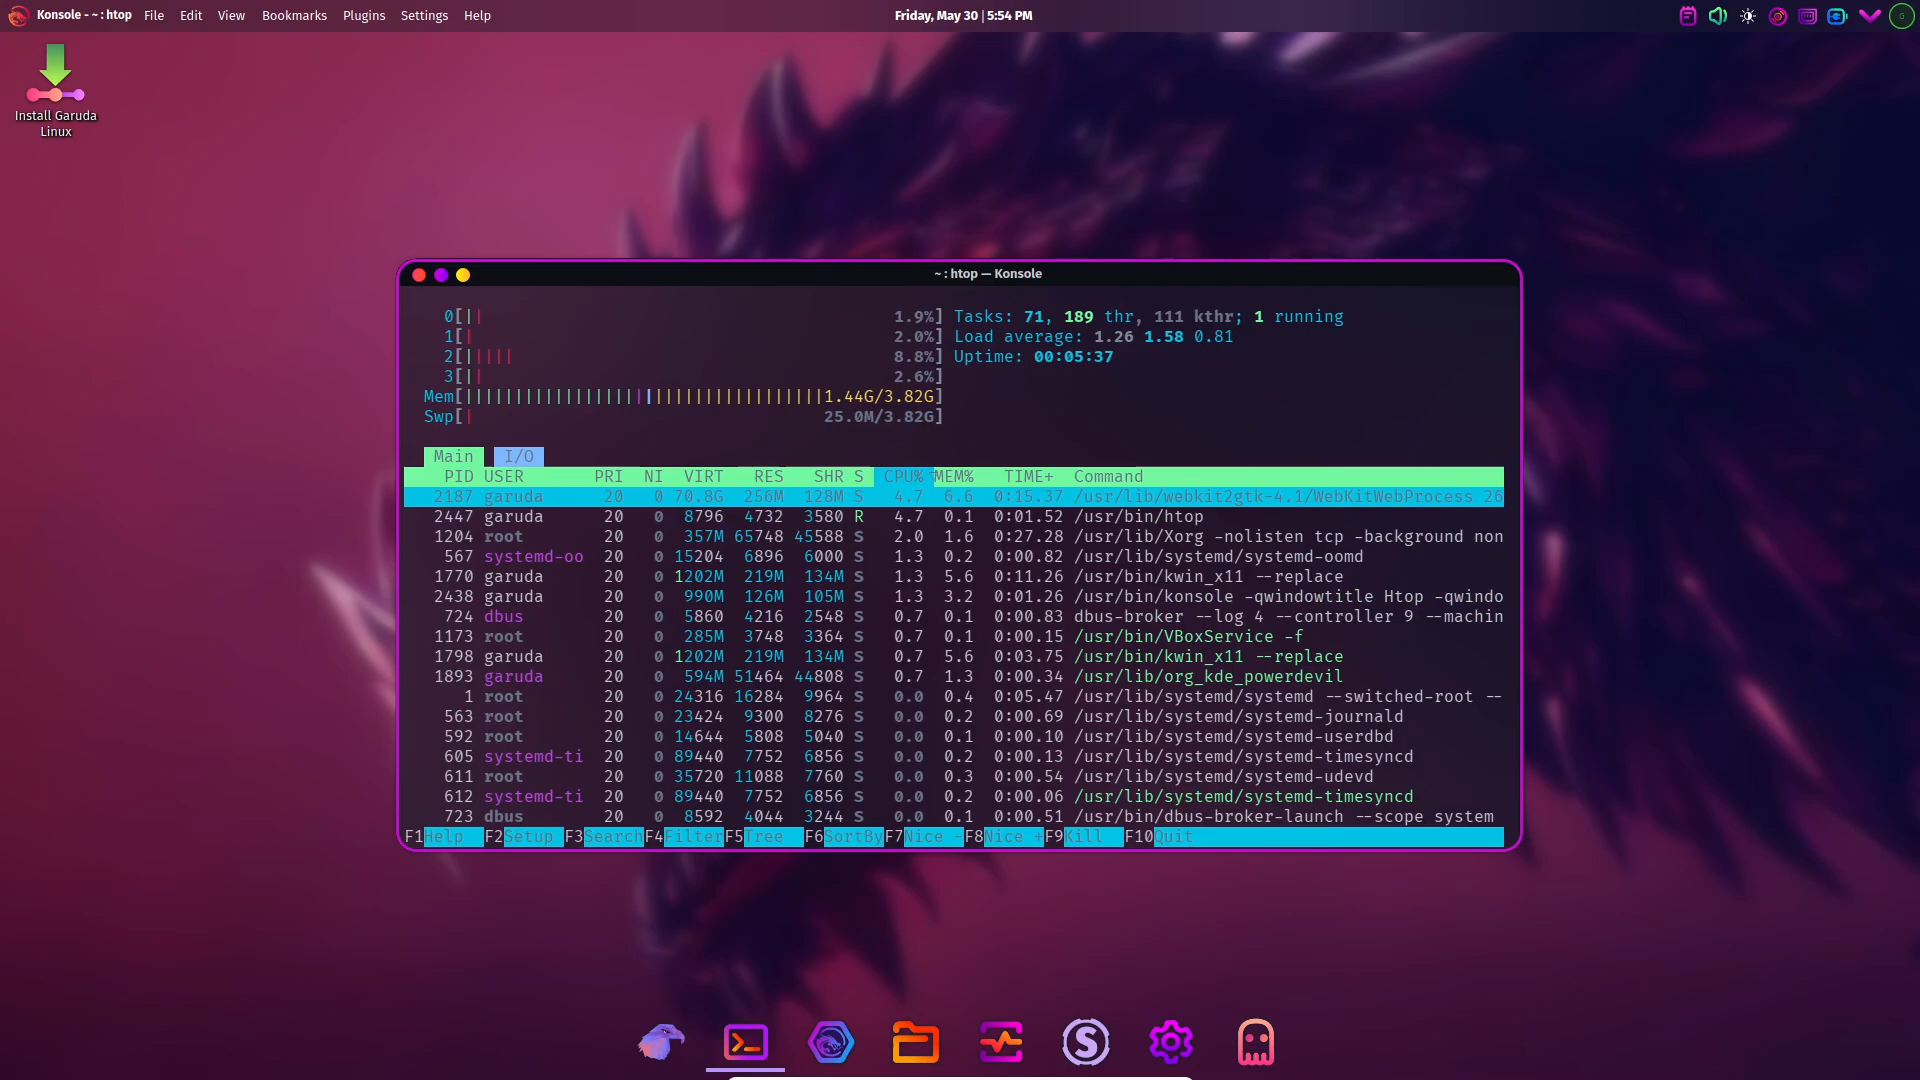 Konsole - ~ : htop File Edit View Bookmarks Plugins Settings Help Friday, May 30 | 5:54 PM
Install Garuda
Linux
~ : htop — Konsole
0[|| 1.9%] Tasks: 71, 189 thr, 111 kthr; 1 running
1[| 2.0%] Load average: 1.26 1.58 0.81
2[||||| 8.8%] Uptime: 00:05:37
3[|| 2.6%]
Mem[||||||||||||||||||||||||||||||||||||1.44G/3.82G]
Swp[| 25.0M/3.82G]
Main I/O
PID USER PRI NI VIRT RES SHR S CPU%▽MEM% TIME+ Command
2187 garuda 20 0 70.8G 256M 128M S 4.7 6.6 0:15.37 /usr/lib/webkit2gtk-4.1/WebKitWebProcess 26
2447 garuda 20 0 8796 4732 3580 R 4.7 0.1 0:01.52 /usr/bin/htop
1204 root 20 0 357M 65748 45588 S 2.0 1.6 0:27.28 /usr/lib/Xorg -nolisten tcp -background non
567 systemd-oo 20 0 15204 6896 6000 S 1.3 0.2 0:00.82 /usr/lib/systemd/systemd-oomd
1770 garuda 20 0 1202M 219M 134M S 1.3 5.6 0:11.26 /usr/bin/kwin_x11 --replace
2438 garuda 20 0 990M 126M 105M S 1.3 3.2 0:01.26 /usr/bin/konsole -qwindowtitle Htop -qwindo
724 dbus 20 0 5860 4216 2548 S 0.7 0.1 0:00.83 dbus-broker --log 4 --controller 9 --machin
1173 root 20 0 285M 3748 3364 S 0.7 0.1 0:00.15 /usr/bin/VBoxService -f
1798 garuda 20 0 1202M 219M 134M S 0.7 5.6 0:03.75 /usr/bin/kwin_x11 --replace
1893 garuda 20 0 594M 51464 44808 S 0.7 1.3 0:00.34 /usr/lib/org_kde_powerdevil
1 root 20 0 24316 16284 9964 S 0.0 0.4 0:05.47 /usr/lib/systemd/systemd --switched-root --
563 root 20 0 23424 9300 8276 S 0.0 0.2 0:00.69 /usr/lib/systemd/systemd-journald
592 root 20 0 14644 5808 5040 S 0.0 0.1 0:00.10 /usr/lib/systemd/systemd-userdbd
605 systemd-ti 20 0 89440 7752 6856 S 0.0 0.2 0:00.13 /usr/lib/systemd/systemd-timesyncd
611 root 20 0 35720 11088 7760 S 0.0 0.3 0:00.54 /usr/lib/systemd/systemd-udevd
612 systemd-ti 20 0 89440 7752 6856 S 0.0 0.2 0:00.06 /usr/lib/systemd/systemd-timesyncd
723 dbus 20 0 8592 4044 3244 S 0.0 0.1 0:00.51 /usr/bin/dbus-broker-launch --scope system
F1Help F2Setup F3SearchF4FilterF5Tree F6SortByF7Nice -F8Nice +F9Kill F10Quit